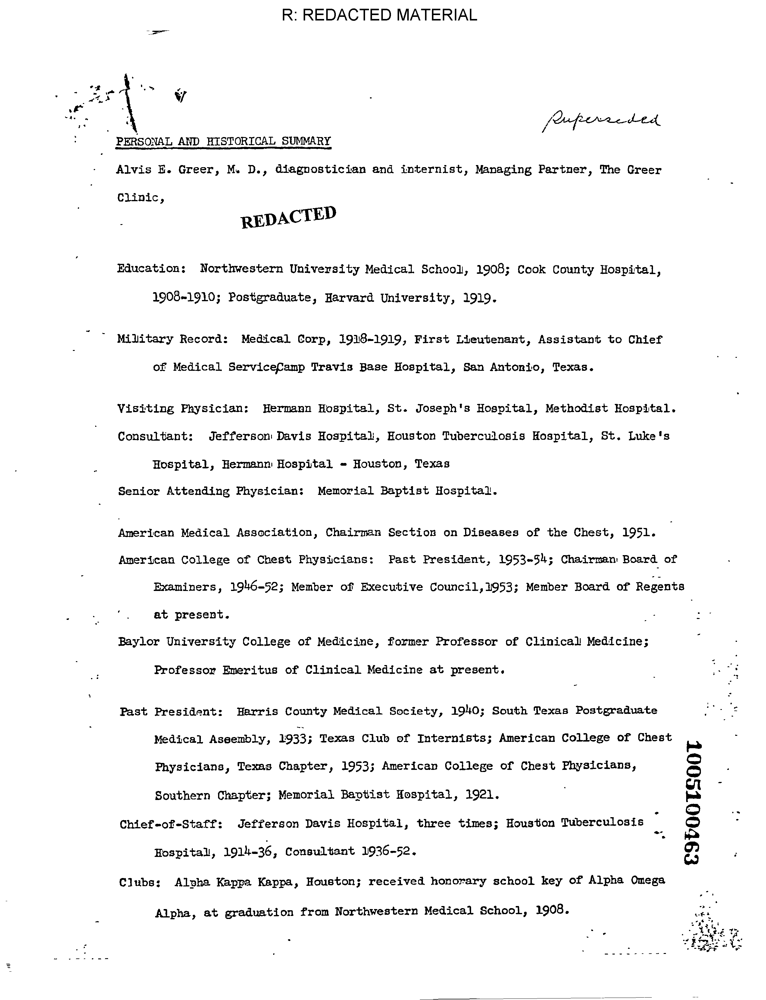 R: REDACTED MATERIAL
Superseded
PERSONAL AND HISTORICAL SUMMARY
Alvis E. Greer, M. D., diagnostician and internist, Managing Partner, The Greer
Clinic,
REDACTED
Education: Northwestern University Medical School, 1908; Cook County Hospital,
1908-1910; Postgraduate, Harvard University, 1919.
Military Record: Medical Corp, 1918-1919, First Lieutenant, Assistant to Chief
of Medical Service, Camp Travis Base Hospital, San Antonio, Texas.
Visiting Physician: Hermann Hospital, St. Joseph's Hospital, Methodist Hospital.
Consultant: Jefferson Davis Hospital, Houston Tuberculosis Hospital, St. Luke's
Hospital, Hermann Hospital - Houston, Texas
Senior Attending Physician: Memorial Baptist Hospital.
American Medical Association, Chairman Section on Diseases of the Chest, 1951.
American College of Chest Physicians: Past President, 1953-54; Chairman Board of
Examiners, 1946-52; Member of Executive Council,1953; Member Board of Regents
at present.
Baylor University College of Medicine, former Professor of Clinical Medicine;
Professor Emeritus of Clinical Medicine at present.
Past President: Harris County Medical Society, 1940; South Texas Postgraduate
Medical Assembly, 1933; Texas Club of Internists; American College of Chest
Physicians, Texas Chapter, 1953; American College of Chest Physicians,
Southern Chapter; Memorial Baptist Hospital, 1921.
Chief-of-Staff: Jefferson Davis Hospital, three times; Houston Tuberculosis
Hospital, 1914-36, Consultant 1936-52.
Clubs: Alpha Kappa Kappa, Houston; received honorary school key of Alpha Omega
Alpha, at graduation from Northwestern Medical School, 1908.
1005100463